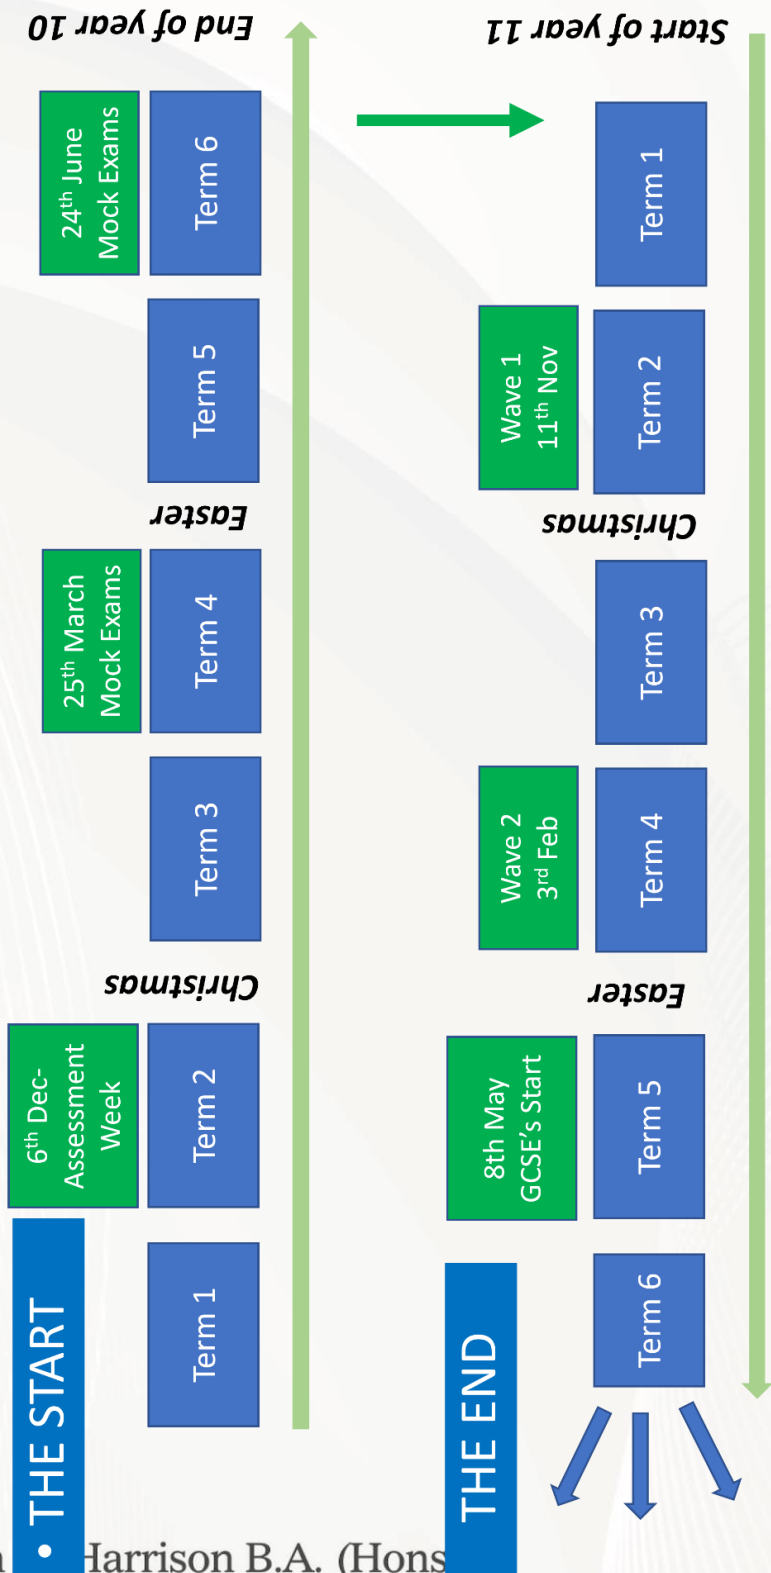 • THE START
6th Dec-
Assessment
Week
25th March
Mock Exams
24th June
Mock Exams
Term 1
Term 2
Christmas
Term 3
Term 4
Easter
Term 5
Term 6
End of year 10
Start of year 11
THE END
8th May
GCSE's Start
Wave 2
3rd Feb
Wave 1
11th Nov
Term 6
Term 5
Easter
Term 4
Term 3
Christmas
Term 2
Term 1
Harrison B.A. (Hons